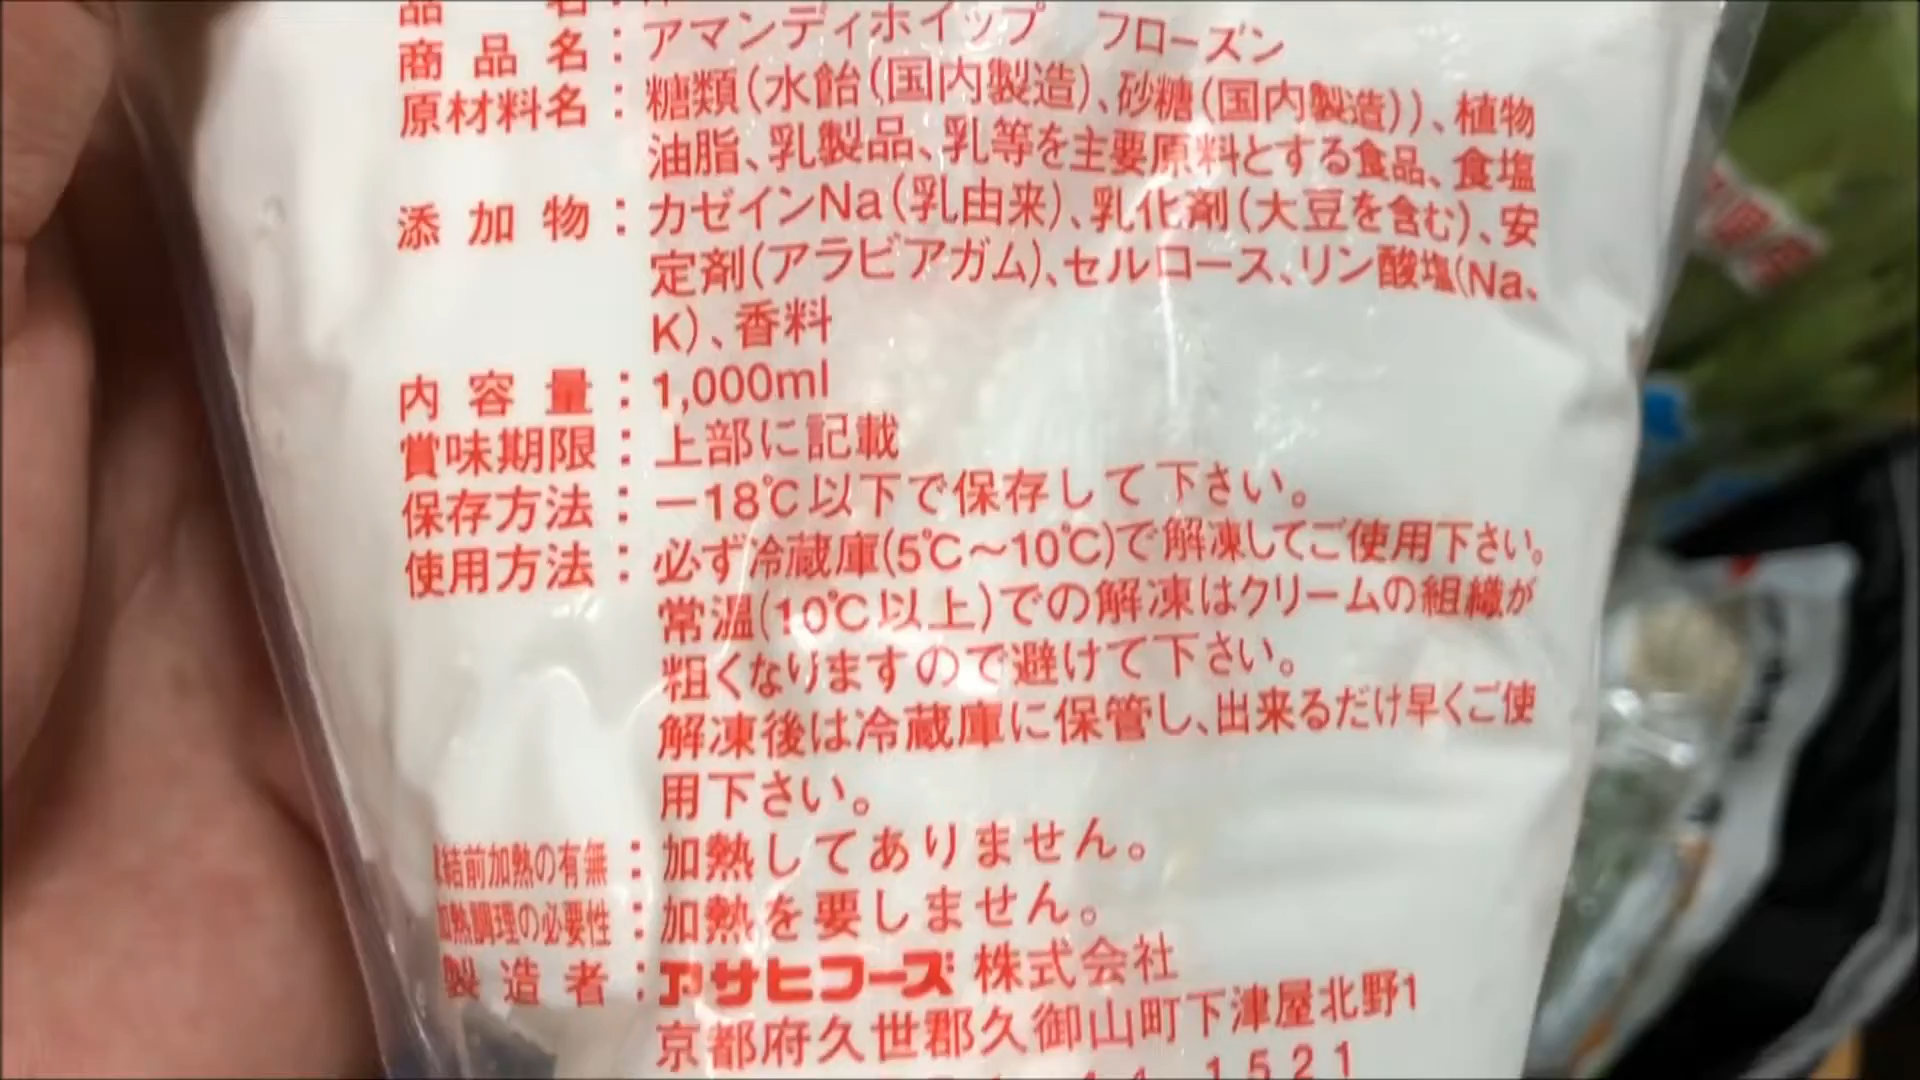 品名：
商品名：アマンディホイップ フローズン
原材料名：糖類(水飴(国内製造)、砂糖(国内製造))、植物
油脂、乳製品、乳等を主要原料とする食品、食塩
添加物：カゼインNa(乳由来)、乳化剤(大豆を含む)、安
定剤(アラビアガム)、セルロース、リン酸塩(Na、
K)、香料
内容量：1,000ml
賞味期限：上部に記載
保存方法：−18℃以下で保存して下さい。
使用方法：必ず冷蔵庫(5℃〜10℃)で解凍してご使用下さい。
常温(10℃以上)での解凍はクリームの組織が
粗くなりますので避けて下さい。
解凍後は冷蔵庫に保管し、出来るだけ早くご使
用下さい。
結前加熱の有無：加熱してありません。
加熱調理の必要性：加熱を要しません。
製造者：アサヒフーズ株式会社
京都府久世郡久御山町下津屋北野1
1521